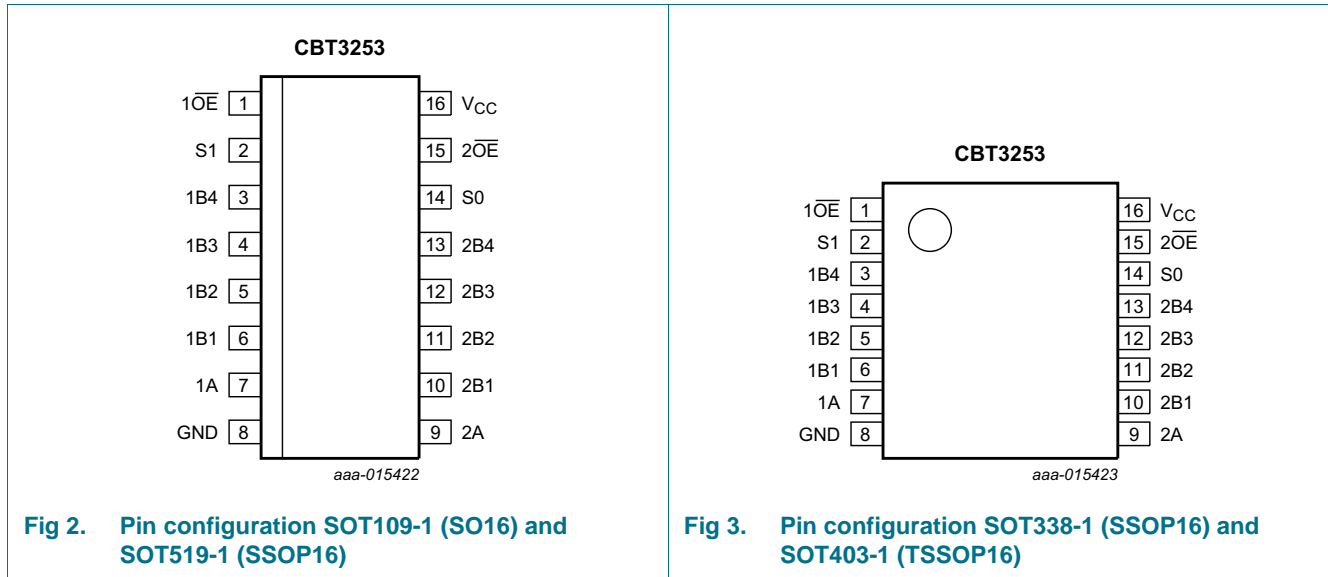 CBT3253
1O̅E̅ 1 16 VCC
S1 2 15 2O̅E̅
1B4 3 14 S0
1B3 4 13 2B4
1B2 5 12 2B3
1B1 6 11 2B2
1A 7 10 2B1
GND 8 9 2A
aaa-015422
Fig 2. Pin configuration SOT109-1 (SO16) and
SOT519-1 (SSOP16)
CBT3253
1O̅E̅ 1 16 VCC
S1 2 15 2O̅E̅
1B4 3 14 S0
1B3 4 13 2B4
1B2 5 12 2B3
1B1 6 11 2B2
1A 7 10 2B1
GND 8 9 2A
aaa-015423
Fig 3. Pin configuration SOT338-1 (SSOP16) and
SOT403-1 (TSSOP16)